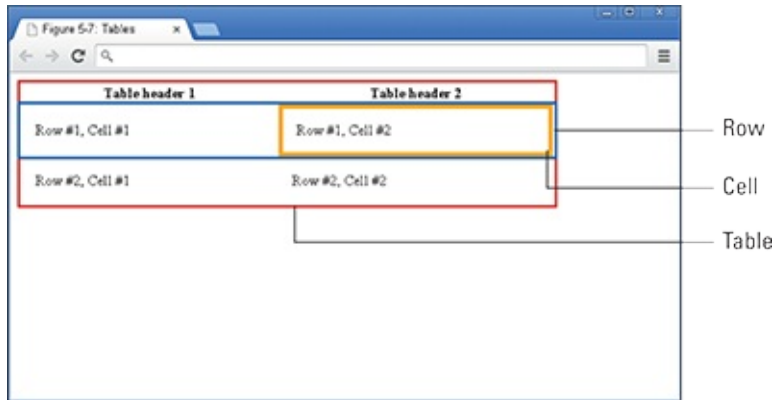 Figure 5-7: Tables
Table header 1 Table header 2
Row #1, Cell #1 Row #1, Cell #2
Row #2, Cell #1 Row #2, Cell #2
Row
Cell
Table